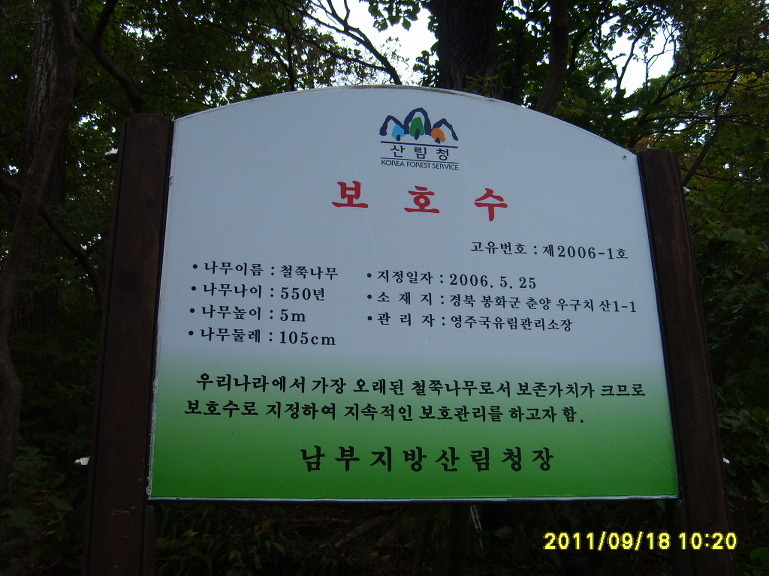 산림청
KOREA FOREST SERVICE
보호수
고유번호 : 제2006-1호
• 나무이름 : 철쭉나무
• 나무나이 : 550년
• 나무높이 : 5m
• 나무둘레 : 105cm
• 지정일자 : 2006. 5. 25
• 소 재 지 : 경북 봉화군 춘양 우구치 산1-1
• 관 리 자 : 영주국유림관리소장
우리나라에서 가장 오래된 철쭉나무로서 보존가치가 크므로
보호수로 지정하여 지속적인 보호관리를 하고자 함.
남부지방산림청장
2011/09/18 10:20